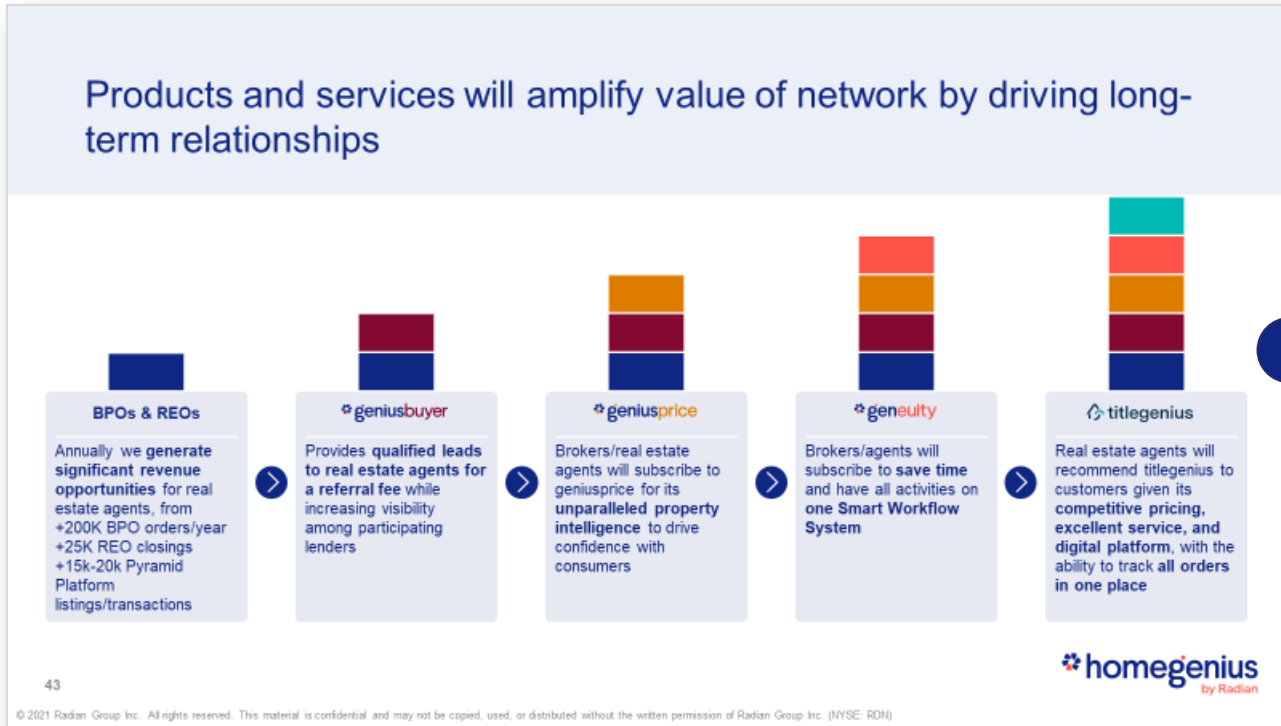 Products and services will amplify value of network by driving long-
term relationships
BPOs & REOs
Annually we generate
significant revenue
opportunities for real
estate agents, from
+200K BPO orders/year
+25K REO closings
+15k-20k Pyramid
Platform
listings/transactions
geniusbuyer
Provides qualified leads
to real estate agents for
a referral fee while
increasing visibility
among participating
lenders
geniusprice
Brokers/real estate
agents will subscribe to
geniusprice for its
unparalleled property
intelligence to drive
confidence with
consumers
geneuity
Brokers/agents will
subscribe to save time
and have all activities on
one Smart Workflow
System
titlegenius
Real estate agents will
recommend titlegenius to
customers given its
competitive pricing,
excellent service, and
digital platform, with the
ability to track all orders
in one place
homegenius
by Radian
43
© 2021 Radian Group Inc. All rights reserved. This material is confidential and may not be copied, used, or distributed without the written permission of Radian Group Inc. (NYSE: RDN)